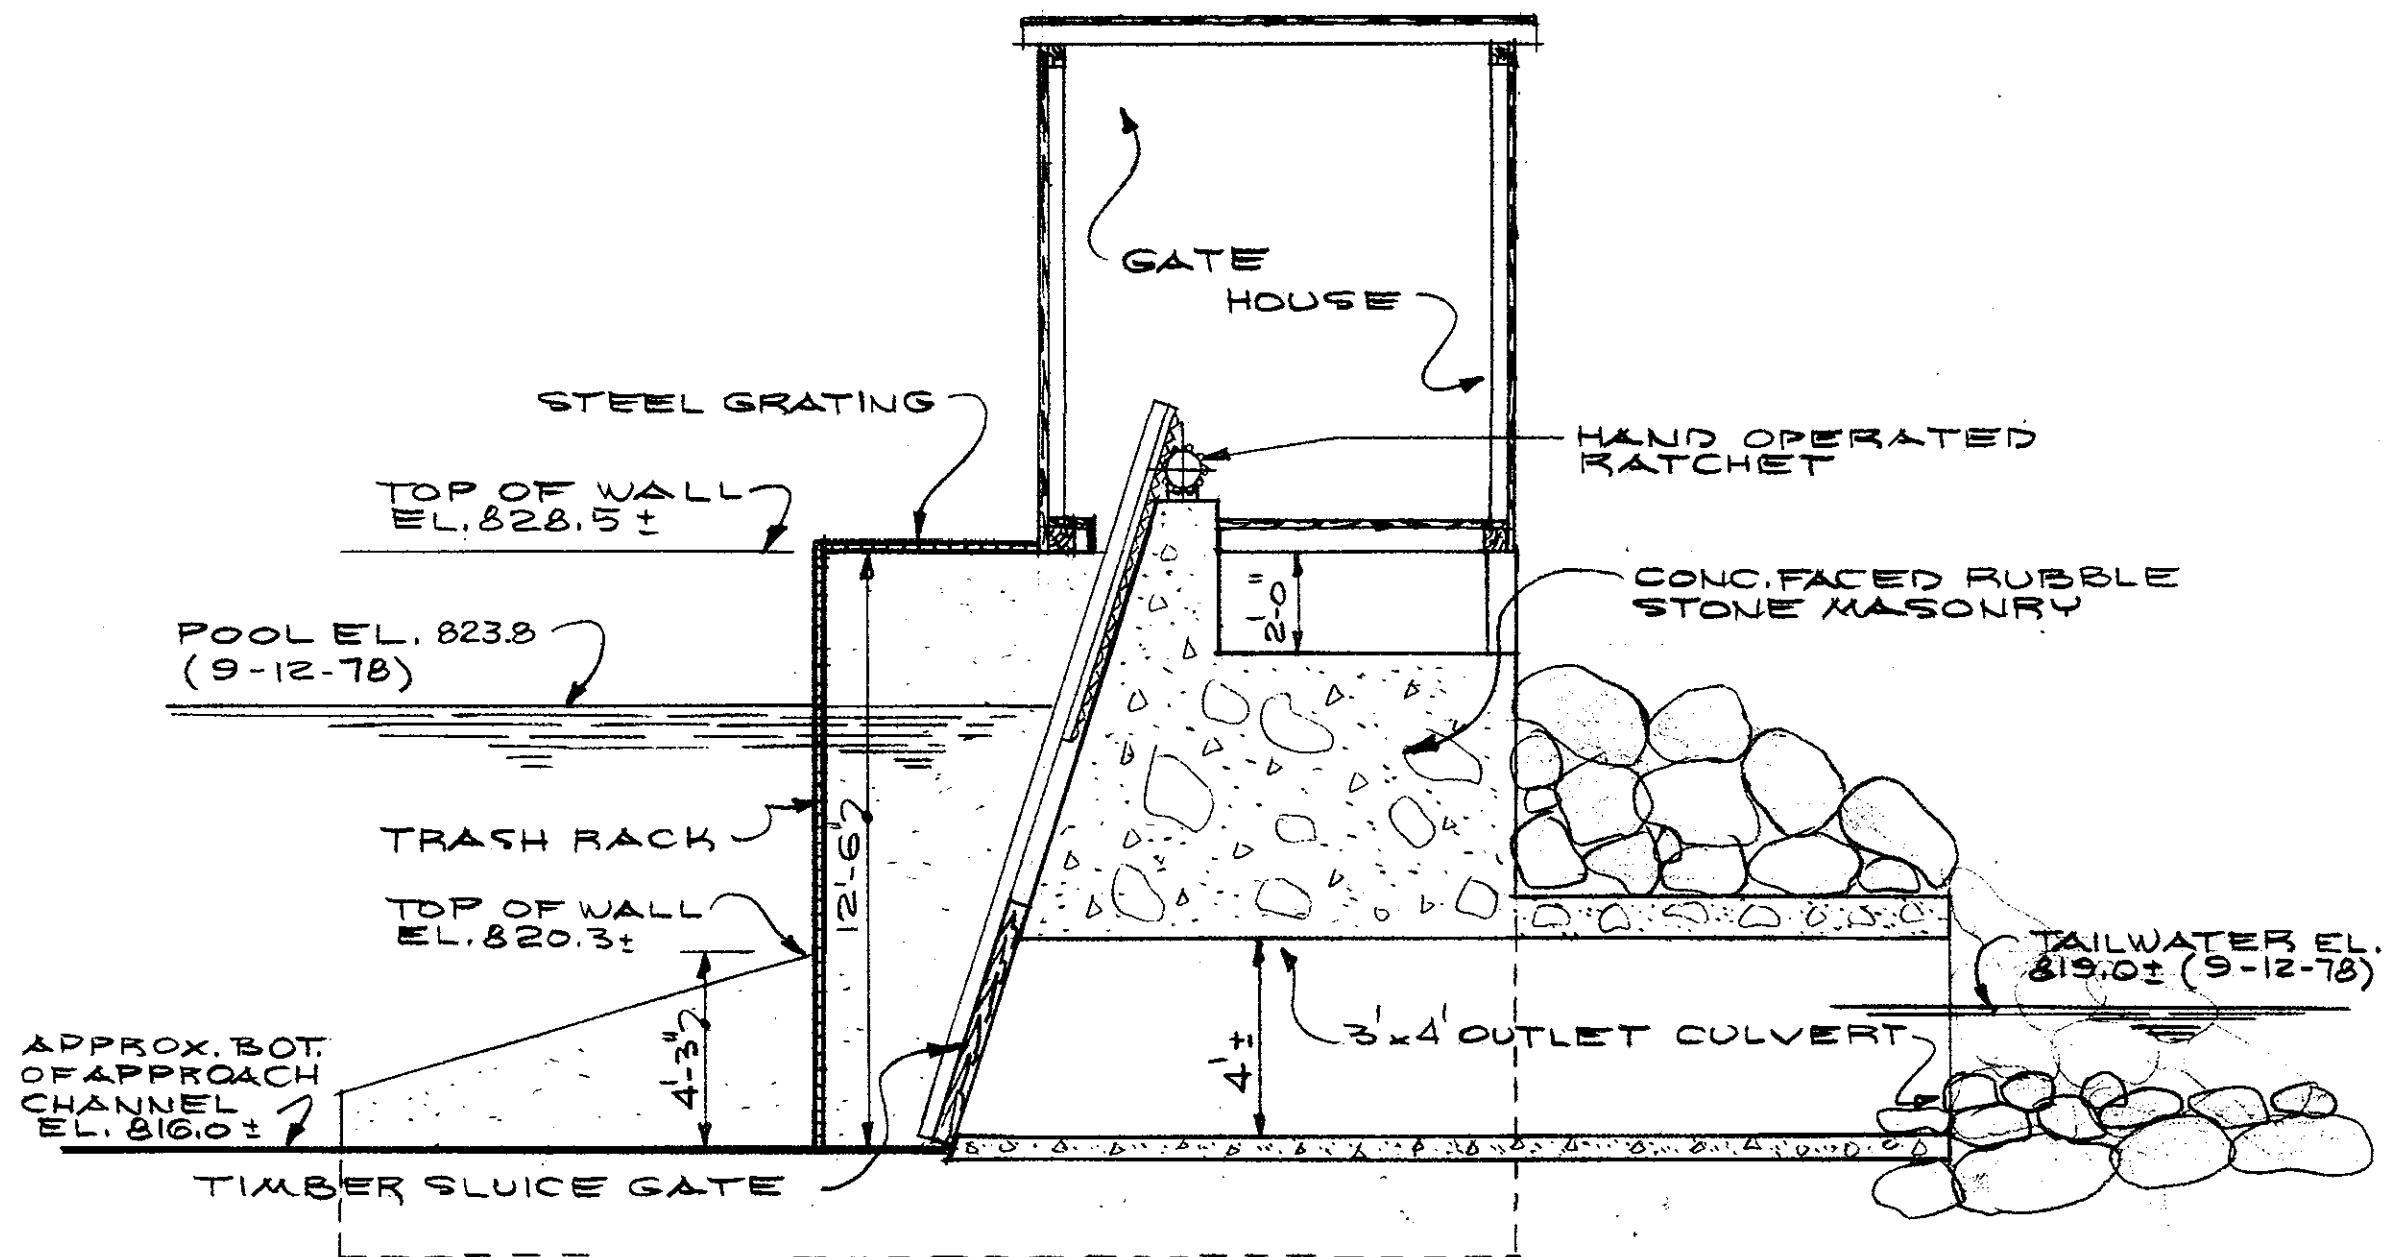 GATE
HOUSE
STEEL GRATING
HAND OPERATED
RATCHET
TOP OF WALL
EL. 828.5 ±
2'-0"
CONC. FACED RUBBLE
STONE MASONRY
POOL EL. 823.8
(9-12-78)
TRASH RACK
12'-6"
TOP OF WALL
EL. 820.3±
TAILWATER EL.
819.0± (9-12-78)
4'-3"
4'±
3'x4' OUTLET CULVERT
APPROX. BOT.
OF APPROACH
CHANNEL
EL. 816.0 ±
TIMBER SLUICE GATE